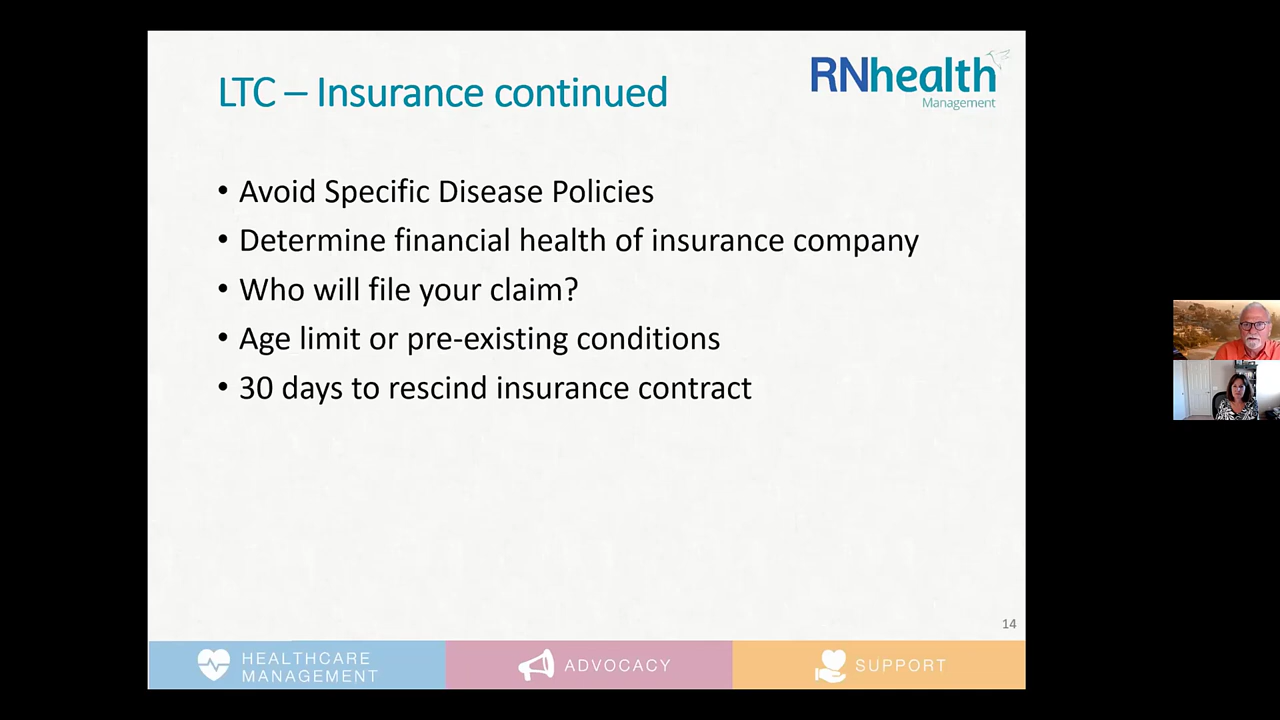 LTC – Insurance continued
RNhealth
Management
• Avoid Specific Disease Policies
• Determine financial health of insurance company
• Who will file your claim?
• Age limit or pre-existing conditions
• 30 days to rescind insurance contract
14
HEALTHCARE
MANAGEMENT
ADVOCACY
SUPPORT